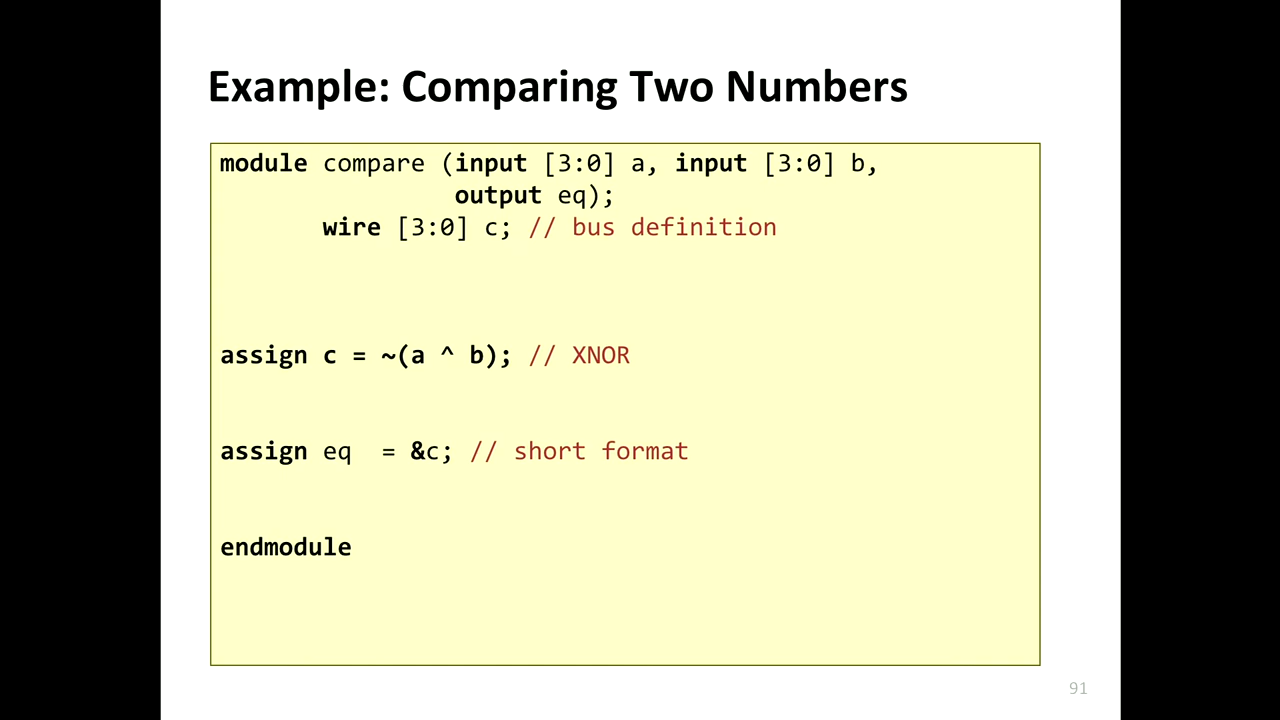 Example: Comparing Two Numbers
module compare (input [3:0] a, input [3:0] b,
output eq);
wire [3:0] c; // bus definition
assign c = ~(a ^ b); // XNOR
assign eq  = &c; // short format
endmodule
91